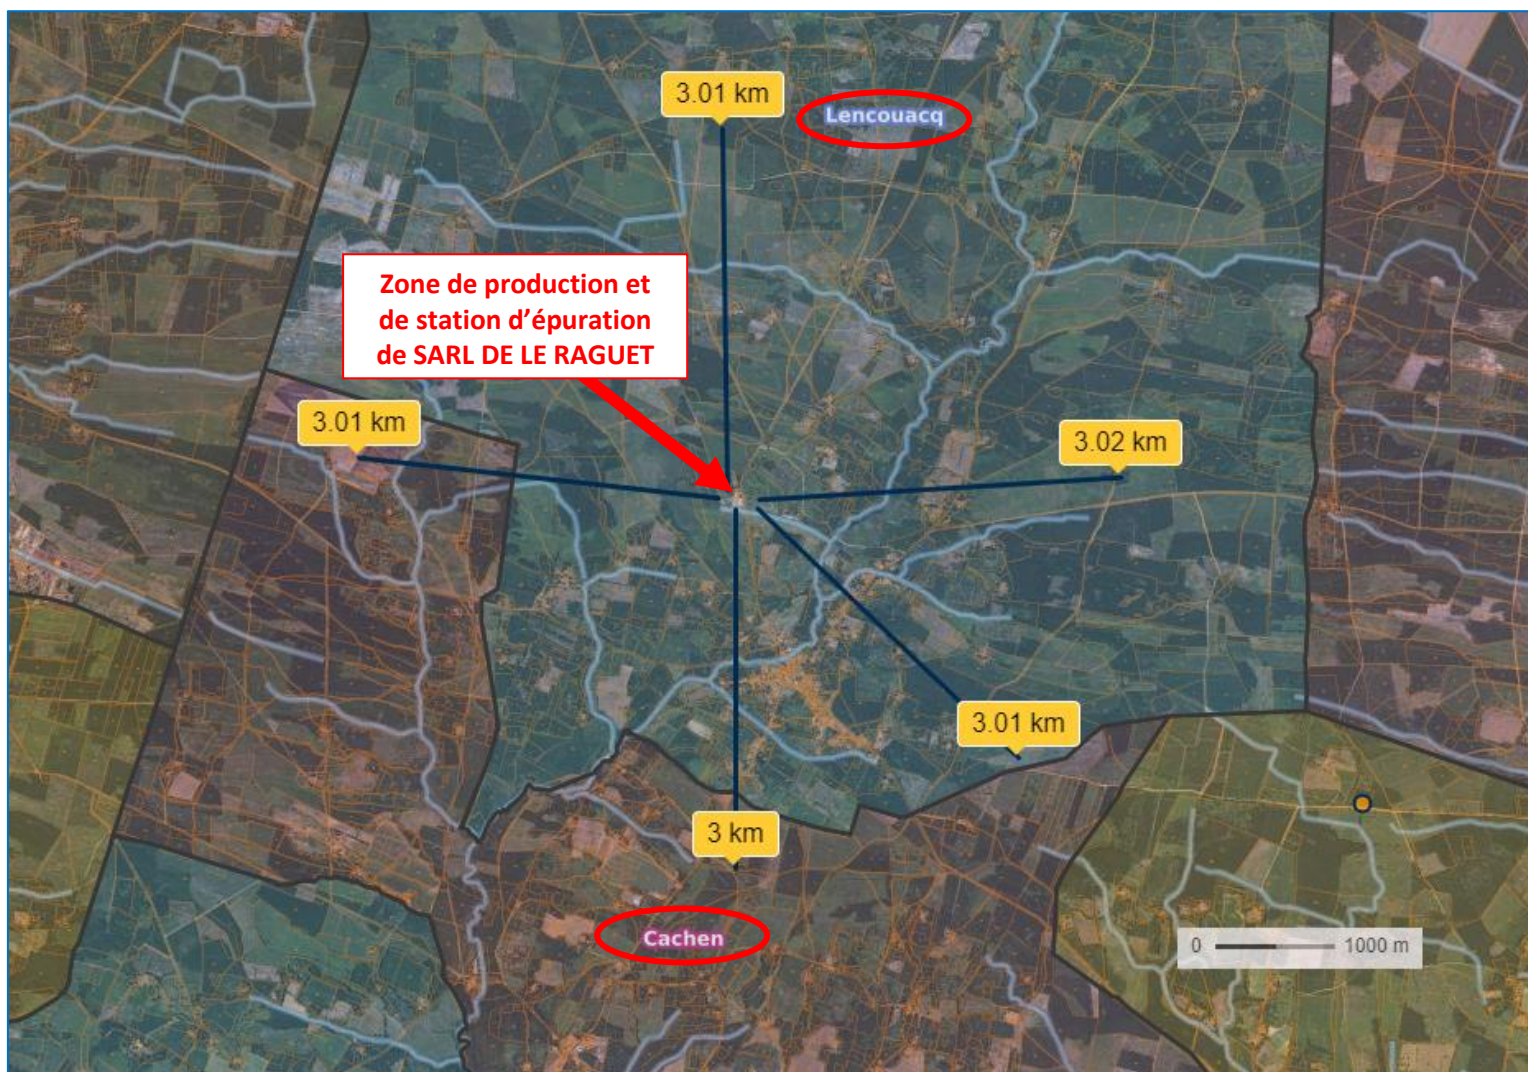 3.01 km
Lencouacq
Zone de production et
de station d’épuration
de SARL DE LE RAGUET
3.01 km
3.02 km
3.01 km
3 km
Cachen
0 1000 m